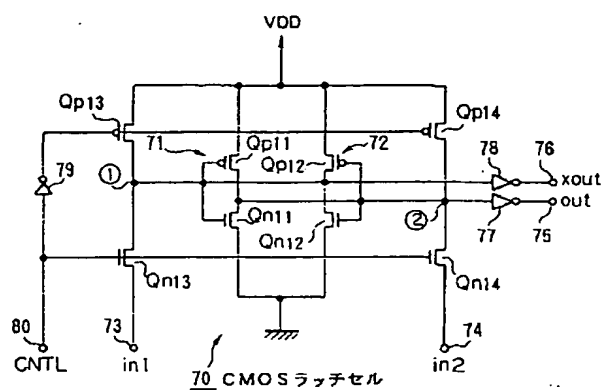 VDD
Qp13
Qp14
71
Qp11
72
Qp12
78
76
79
①
xout
out
Qn11
Qn12
②
77
75
Qn13
Qn14
80
73
74
CNTL
in1
in2
70 CMOSラッチセル